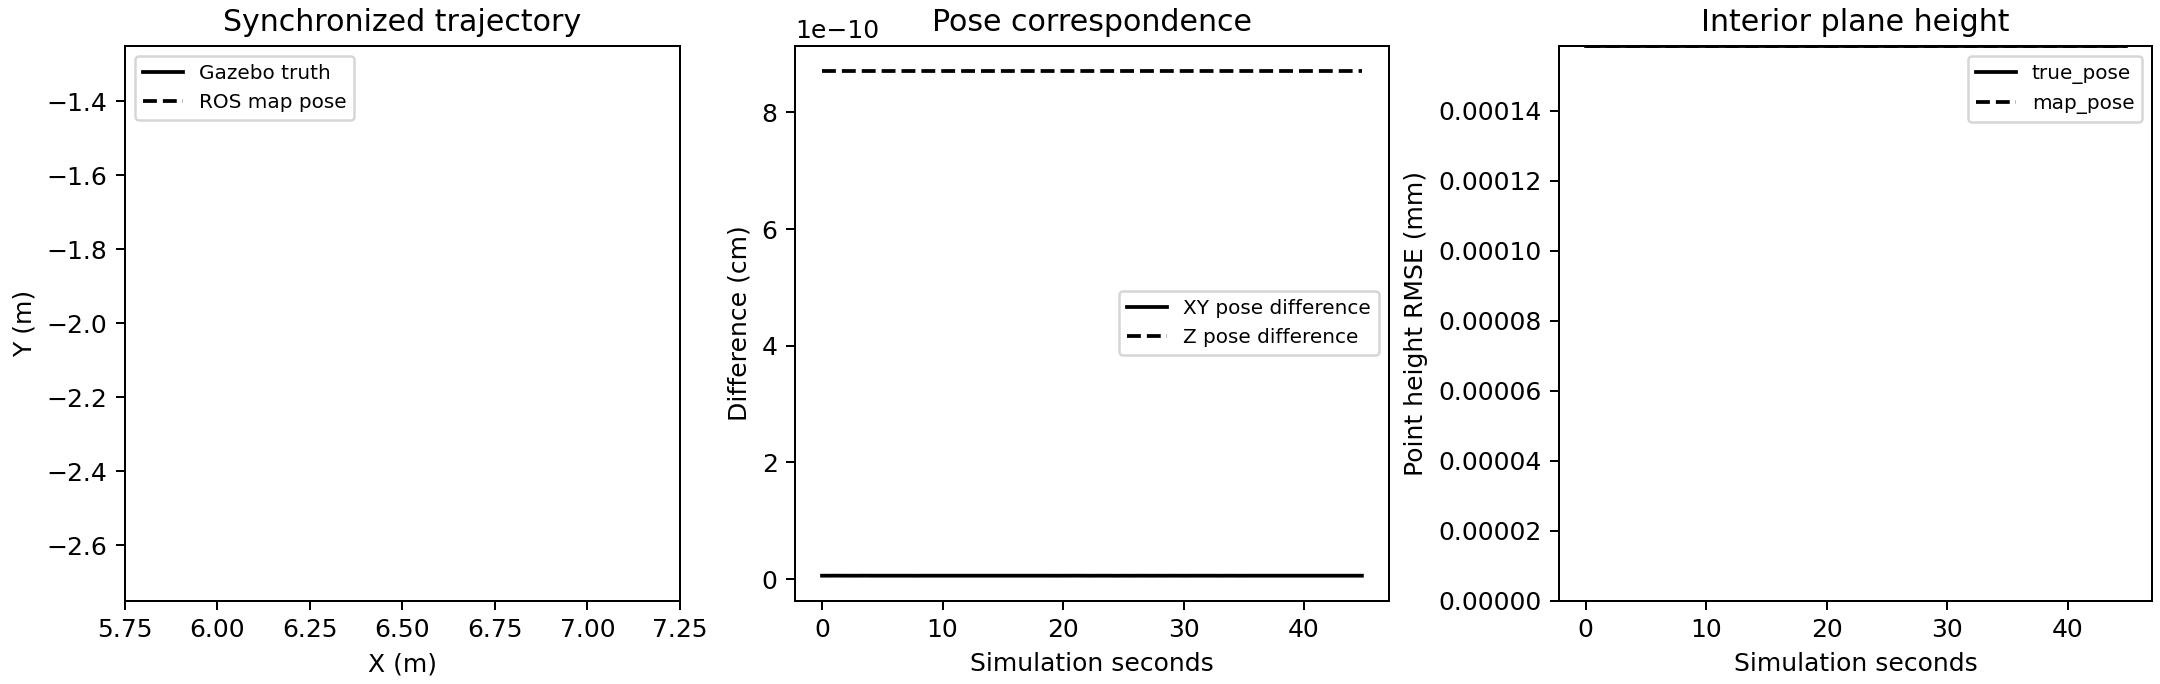 Synchronized trajectory
Gazebo truth
ROS map pose
−1.4
−1.6
−1.8
−2.0
−2.2
−2.4
−2.6
Y (m)
5.75 6.00 6.25 6.50 6.75 7.00 7.25
X (m)
Pose correspondence
1e−10
8
6
4
2
0
Difference (cm)
XY pose difference
Z pose difference
0 10 20 30 40
Simulation seconds
Interior plane height
true_pose
map_pose
0.00014
0.00012
0.00010
0.00008
0.00006
0.00004
0.00002
0.00000
Point height RMSE (mm)
0 10 20 30 40
Simulation seconds